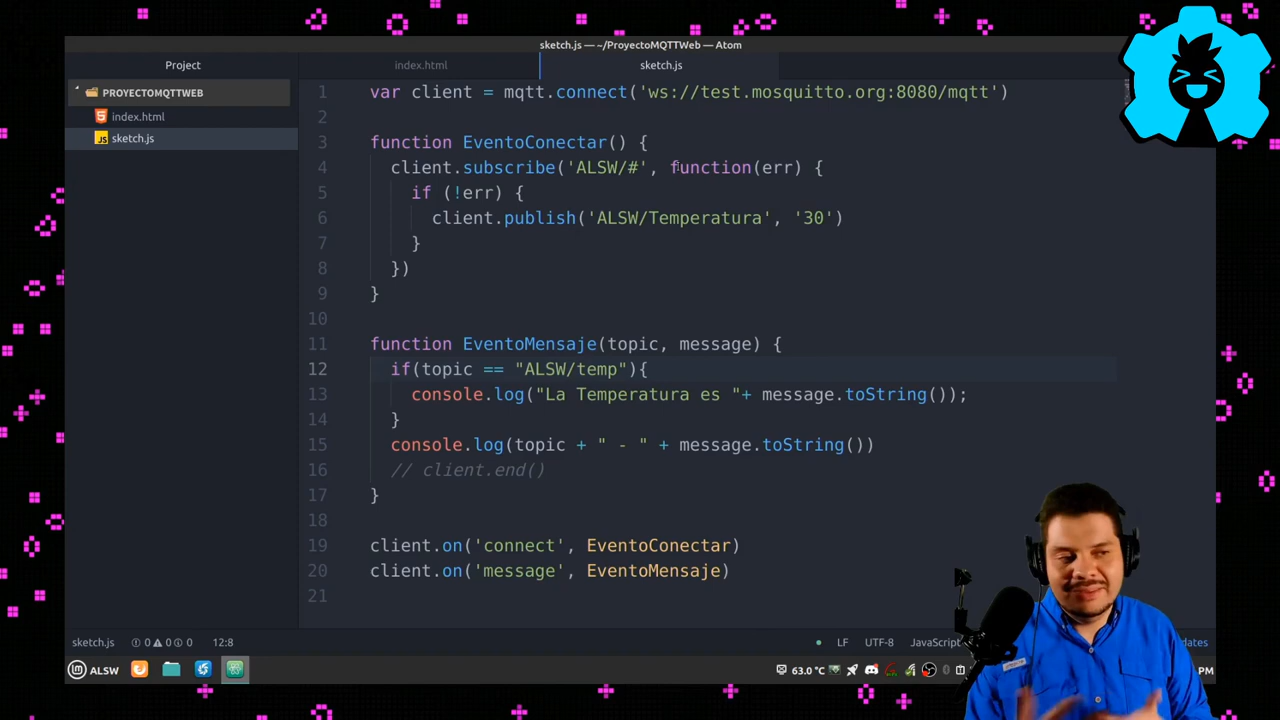 sketch.js — ~/ProyectoMQTTWeb — Atom
Project
index.html
sketch.js
PROYECTOMQTTWEB
index.html
sketch.js
1 var client = mqtt.connect('ws://test.mosquitto.org:8080/mqtt')
2
3 function EventoConectar() {
4 client.subscribe('ALSW/#', function(err) {
5 if (!err) {
6 client.publish('ALSW/Temperatura', '30')
7 }
8 })
9 }
10
11 function EventoMensaje(topic, message) {
12 if(topic == "ALSW/temp"){
13 console.log("La Temperatura es "+ message.toString());
14 }
15 console.log(topic + " - " + message.toString())
16 // client.end()
17 }
18
19 client.on('connect', EventoConectar)
20 client.on('message', EventoMensaje)
21
sketch.js 0 0 0 12:8 LF UTF-8 JavaScript dates
ALSW 63.0 °C PM